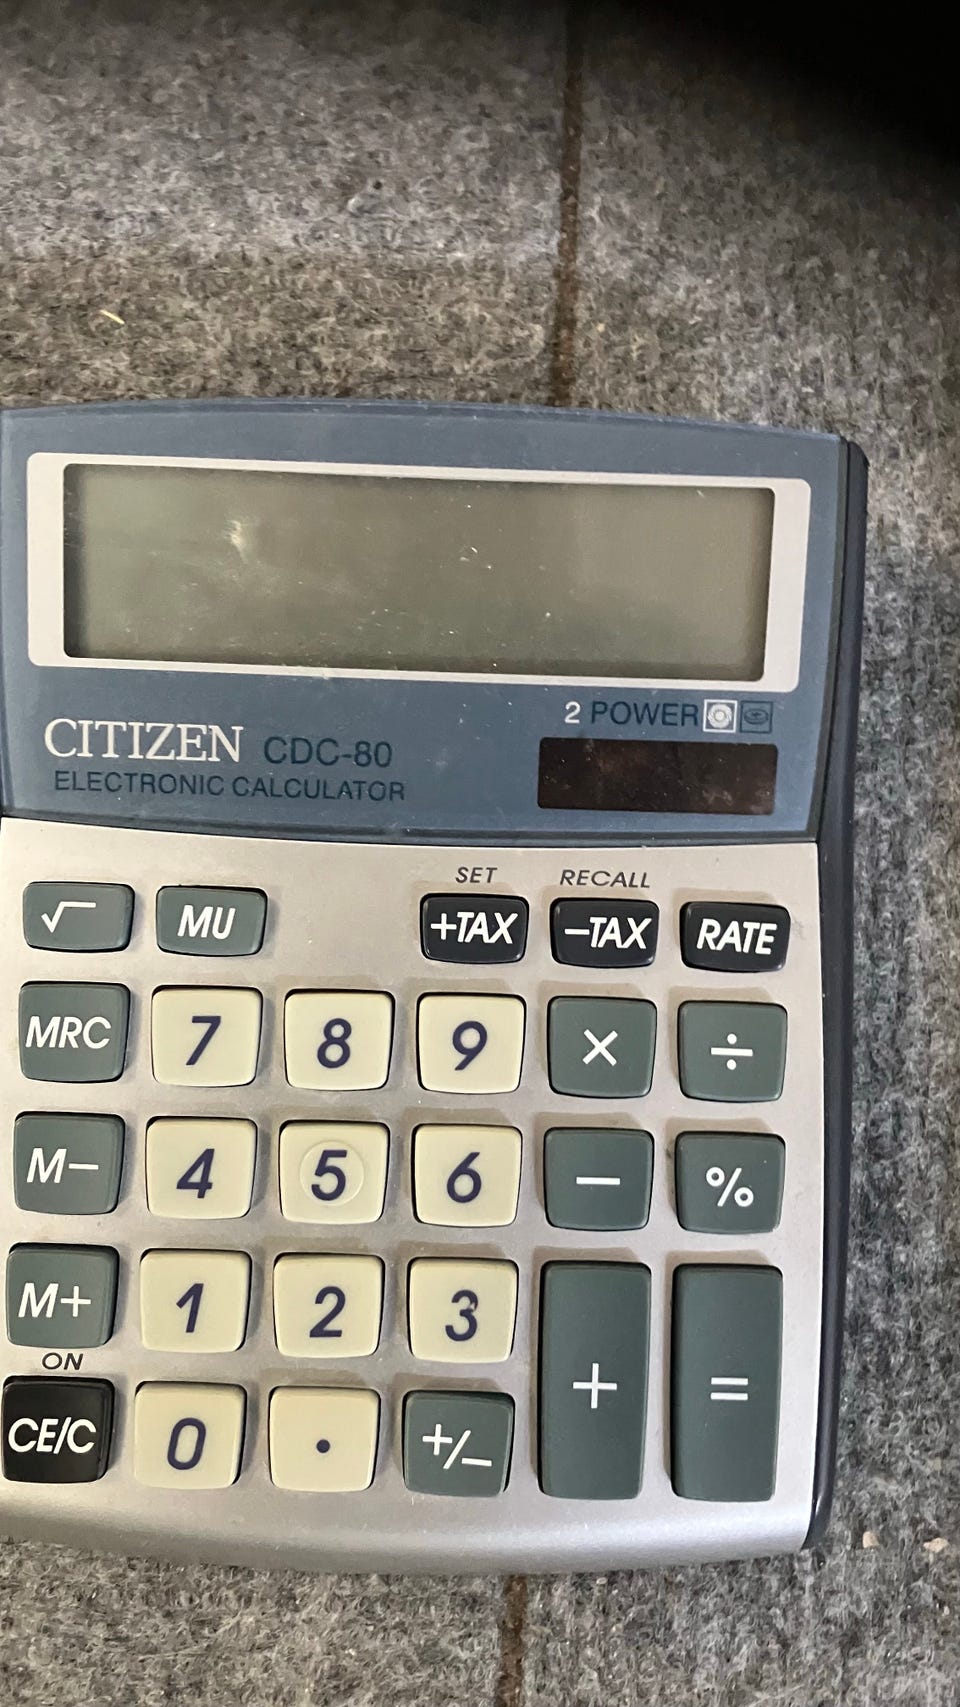 2 POWER
CITIZEN CDC-80
ELECTRONIC CALCULATOR
SET RECALL
√ MU +TAX −TAX RATE
MRC 7 8 9 × ÷
M− 4 5 6 − %
M+ 1 2 3
ON
CE/C 0 . +/− + =